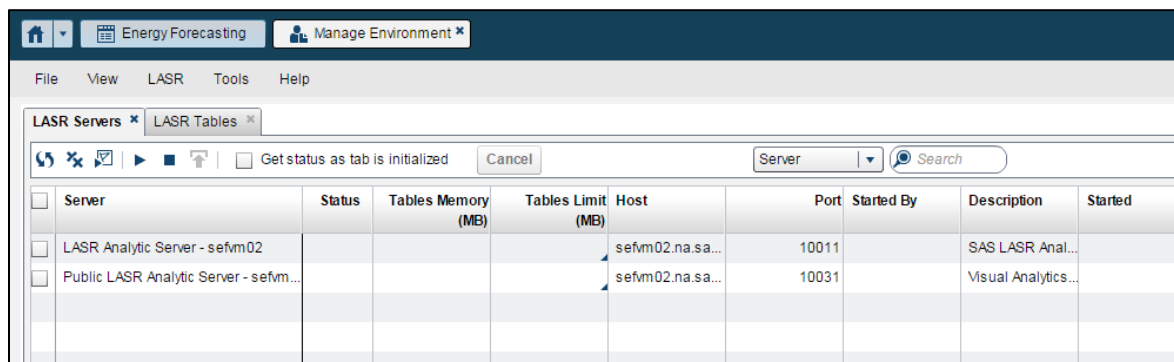 Energy Forecasting Manage Environment
File View LASR Tools Help
LASR Servers LASR Tables
Get status as tab is initialized Cancel Server Search
Server Status Tables Memory (MB) Tables Limit (MB) Host Port Started By Description Started
LASR Analytic Server - sefvm02 sefvm02.na.sa... 10011 SAS LASR Anal...
Public LASR Analytic Server - sefvm... sefvm02.na.sa... 10031 Visual Analytics...